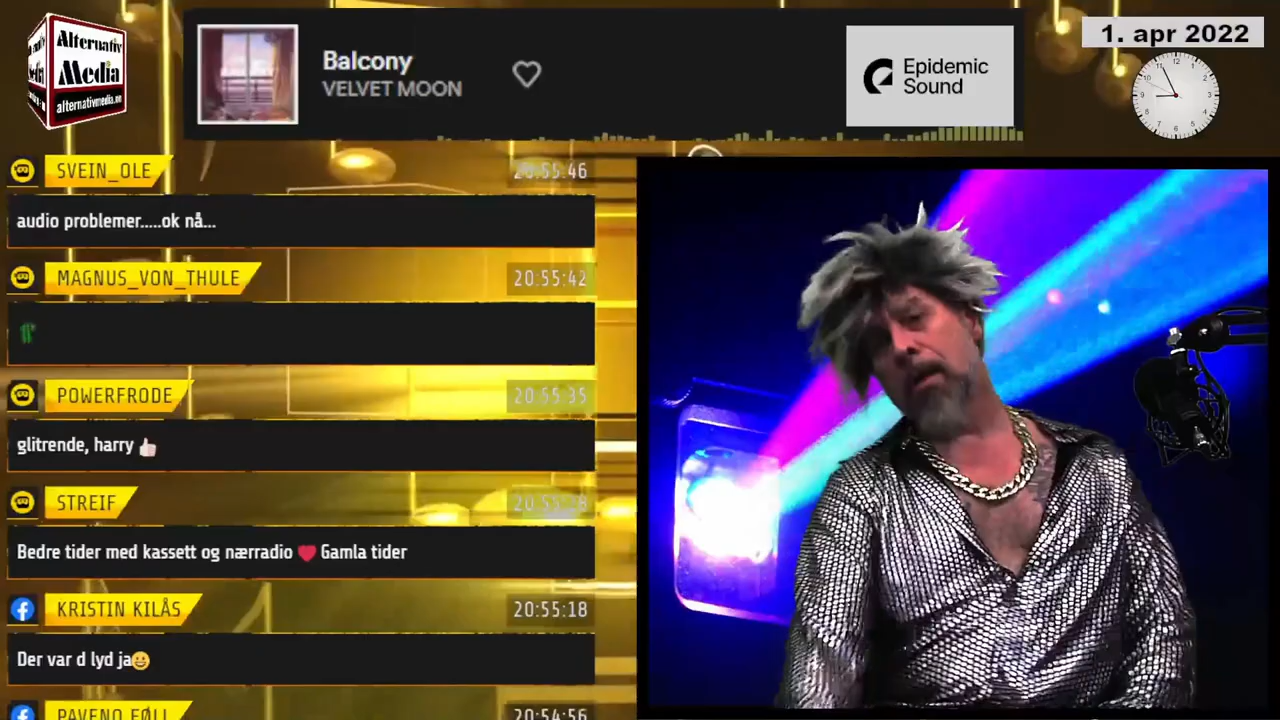 Alternativ
Media
alternativmedia.no
Balcony
VELVET MOON
Epidemic
Sound
1. apr 2022
SVEIN_OLE
20:55:46
audio problemer.....ok nå...
MAGNUS_VON_THULE
20:55:42
POWERFRODE
20:55:35
glitrende, harry 👍🏻
STREIF
Bedre tider med kassett og nærradio ❤️ Gamla tider
KRISTIN KILÅS
20:55:18
Der var d lyd ja😀
PAVENO FØLL
20:54:56